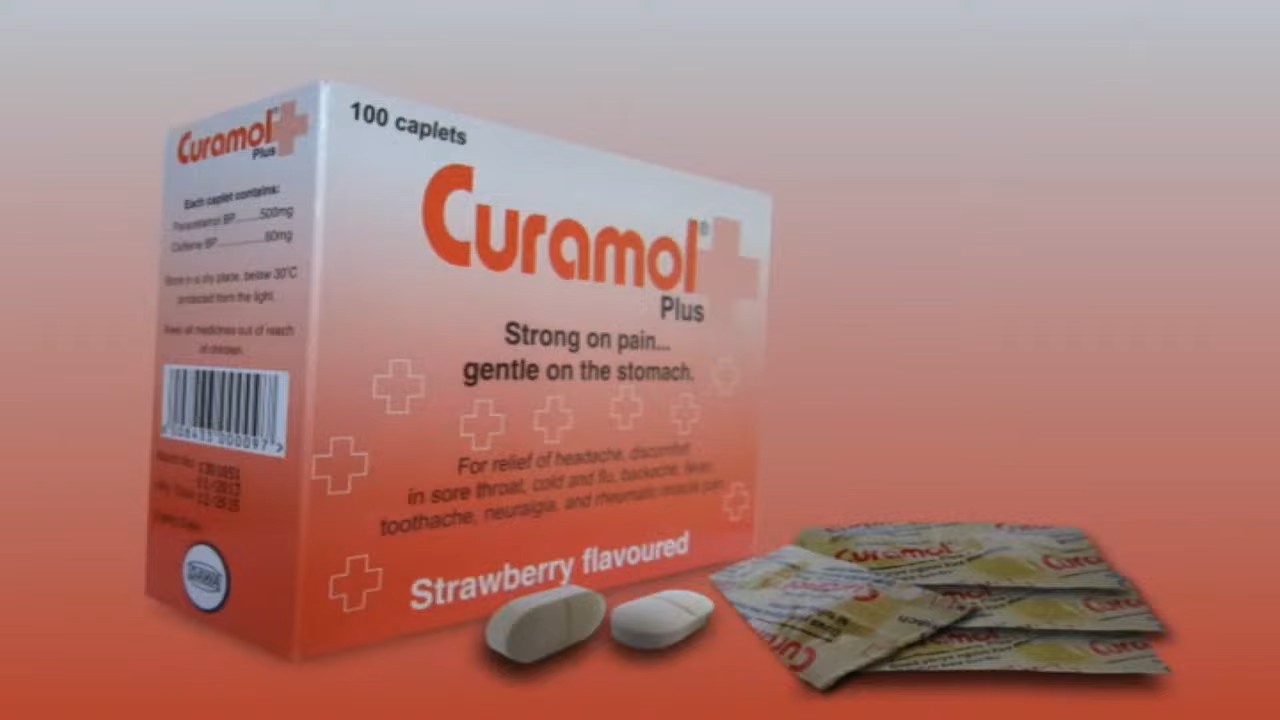 Curamol®
Plus
Each caplet contains:
Paracetamol BP ........500mg
Caffeine BP ..............60mg
Store in a dry place, below 30°C
protected from the light.
Keep all medicines out of reach
of children.
100 caplets
Curamol®
Plus
Strong on pain...
gentle on the stomach.
For relief of headache, discomfort
in sore throat, cold and flu, backache, fever,
toothache, neuralgia, and rheumatic muscle pain
Strawberry flavoured
Curamol